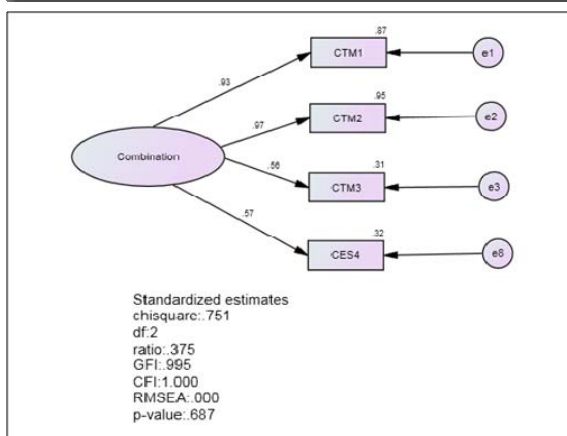 .87
CTM1
e1
.93
.95
CTM2
e2
.97
Combination
.31
CTM3
e3
.56
.32
CES4
e8
.57
Standardized estimates
chisquare:.751
df:2
ratio:.375
GFI:.995
CFI:1.000
RMSEA:.000
p-value:.687